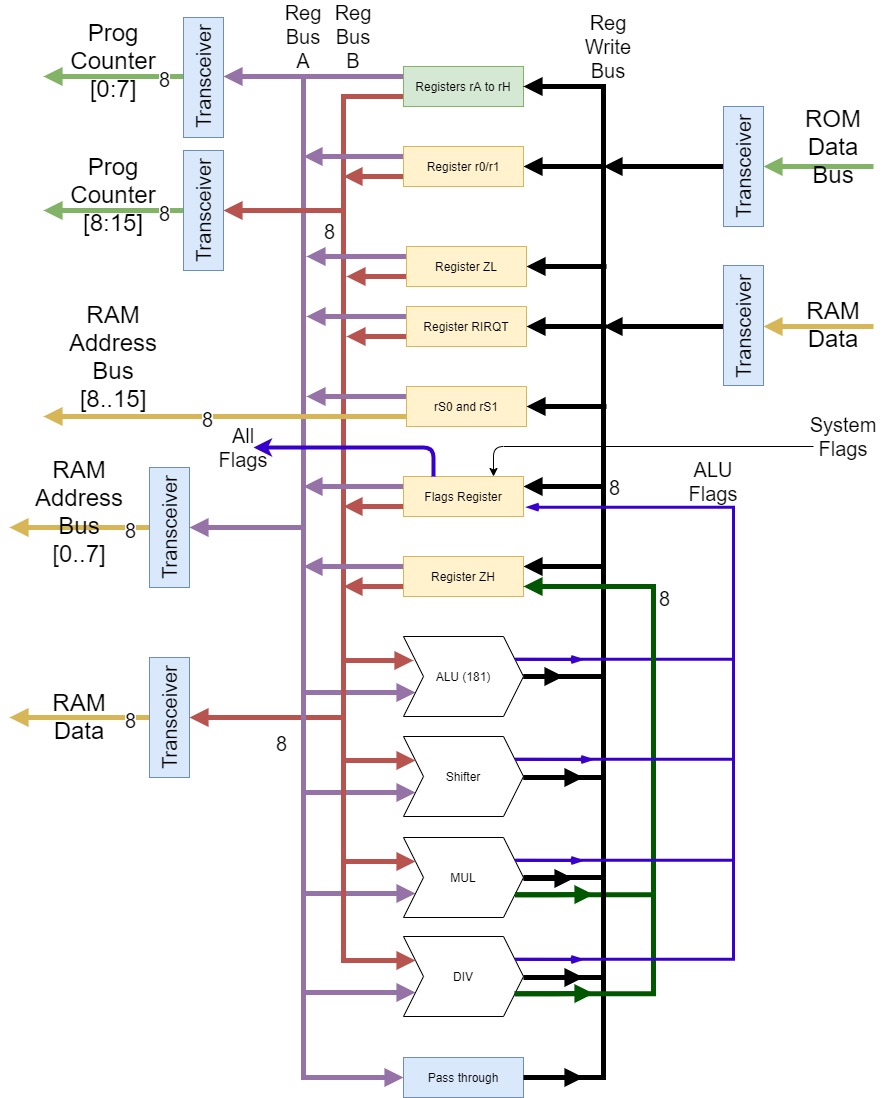 Reg
Bus
A
Reg
Bus
B
Reg
Write
Bus
Prog
Counter
[0:7]
8
Transceiver
Registers rA to rH
Transceiver
ROM
Data
Bus
Prog
Counter
[8:15]
8
Transceiver
Register r0/r1
8
Register ZL
Transceiver
RAM
Data
RAM
Address
Bus
[8..15]
8
Register RIRQT
rS0 and rS1
All
Flags
System
Flags
RAM
Address
Bus
[0..7]
8
Transceiver
Flags Register
8
ALU
Flags
Register ZH
8
RAM
Data
8
Transceiver
8
ALU (181)
Shifter
MUL
DIV
Pass through